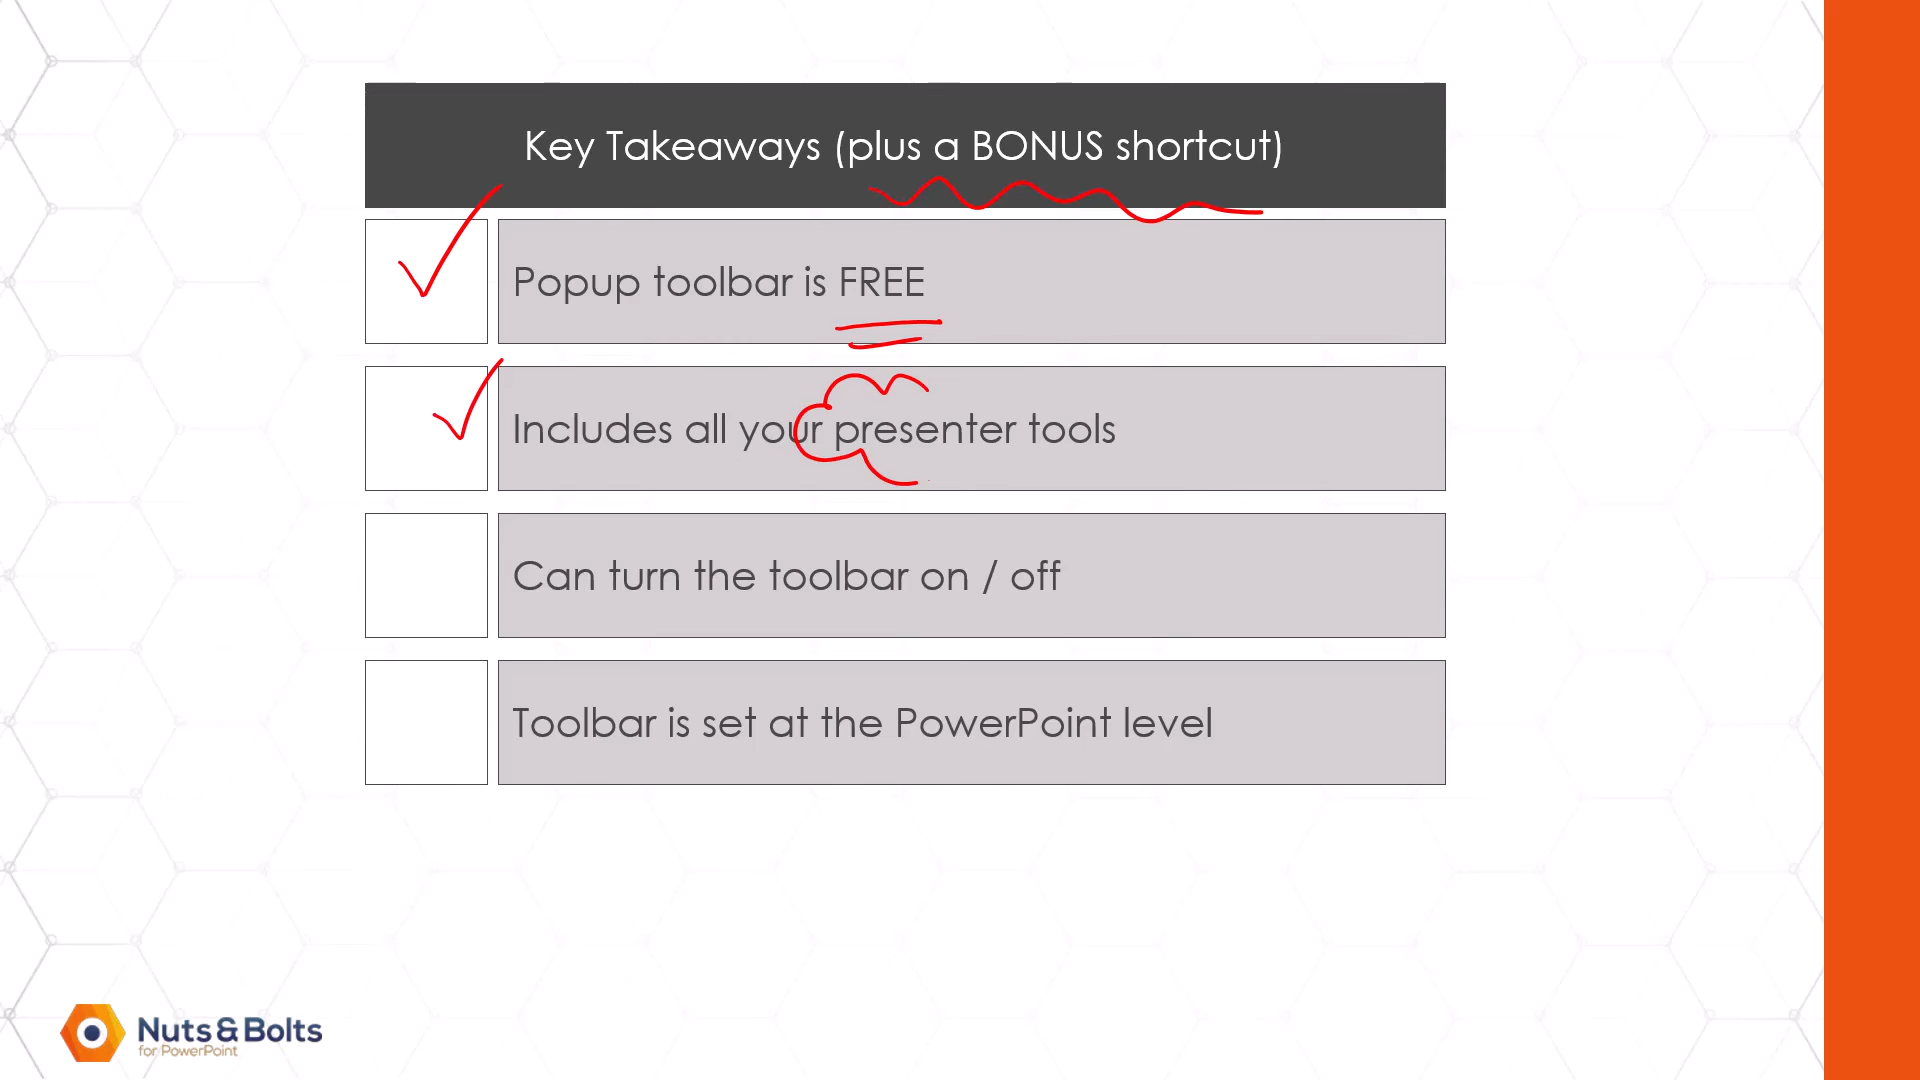 Key Takeaways (plus a BONUS shortcut)
Popup toolbar is FREE
Includes all your presenter tools
Can turn the toolbar on / off
Toolbar is set at the PowerPoint level
Nuts & Bolts
for PowerPoint